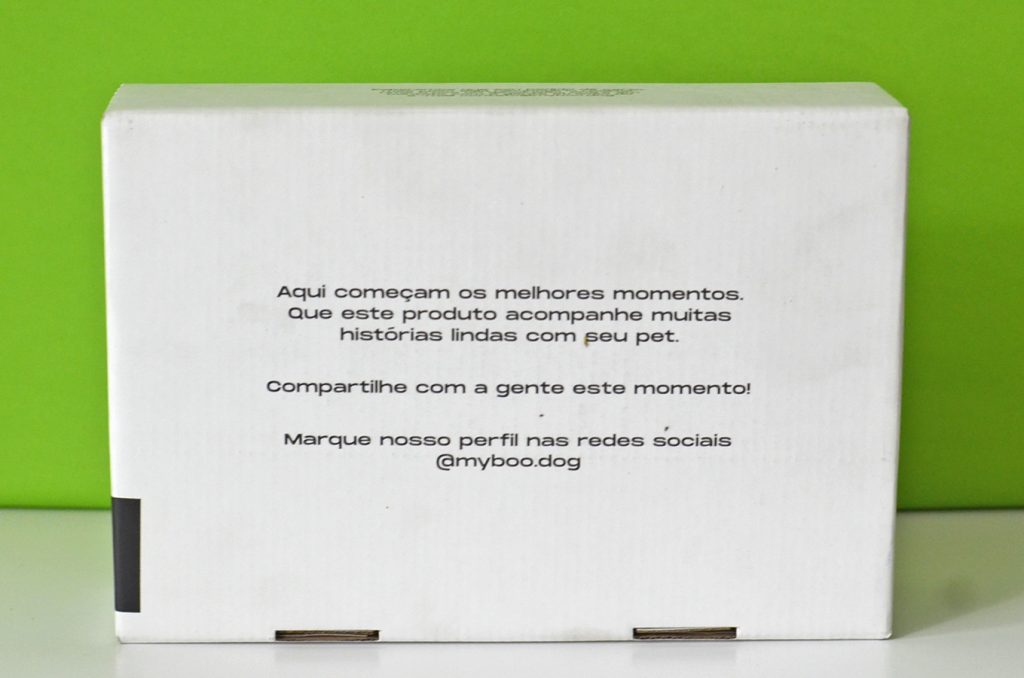 Aqui começam os melhores momentos.
Que este produto acompanhe muitas
histórias lindas com seu pet.
Compartilhe com a gente este momento!
Marque nosso perfil nas redes sociais
@myboo.dog